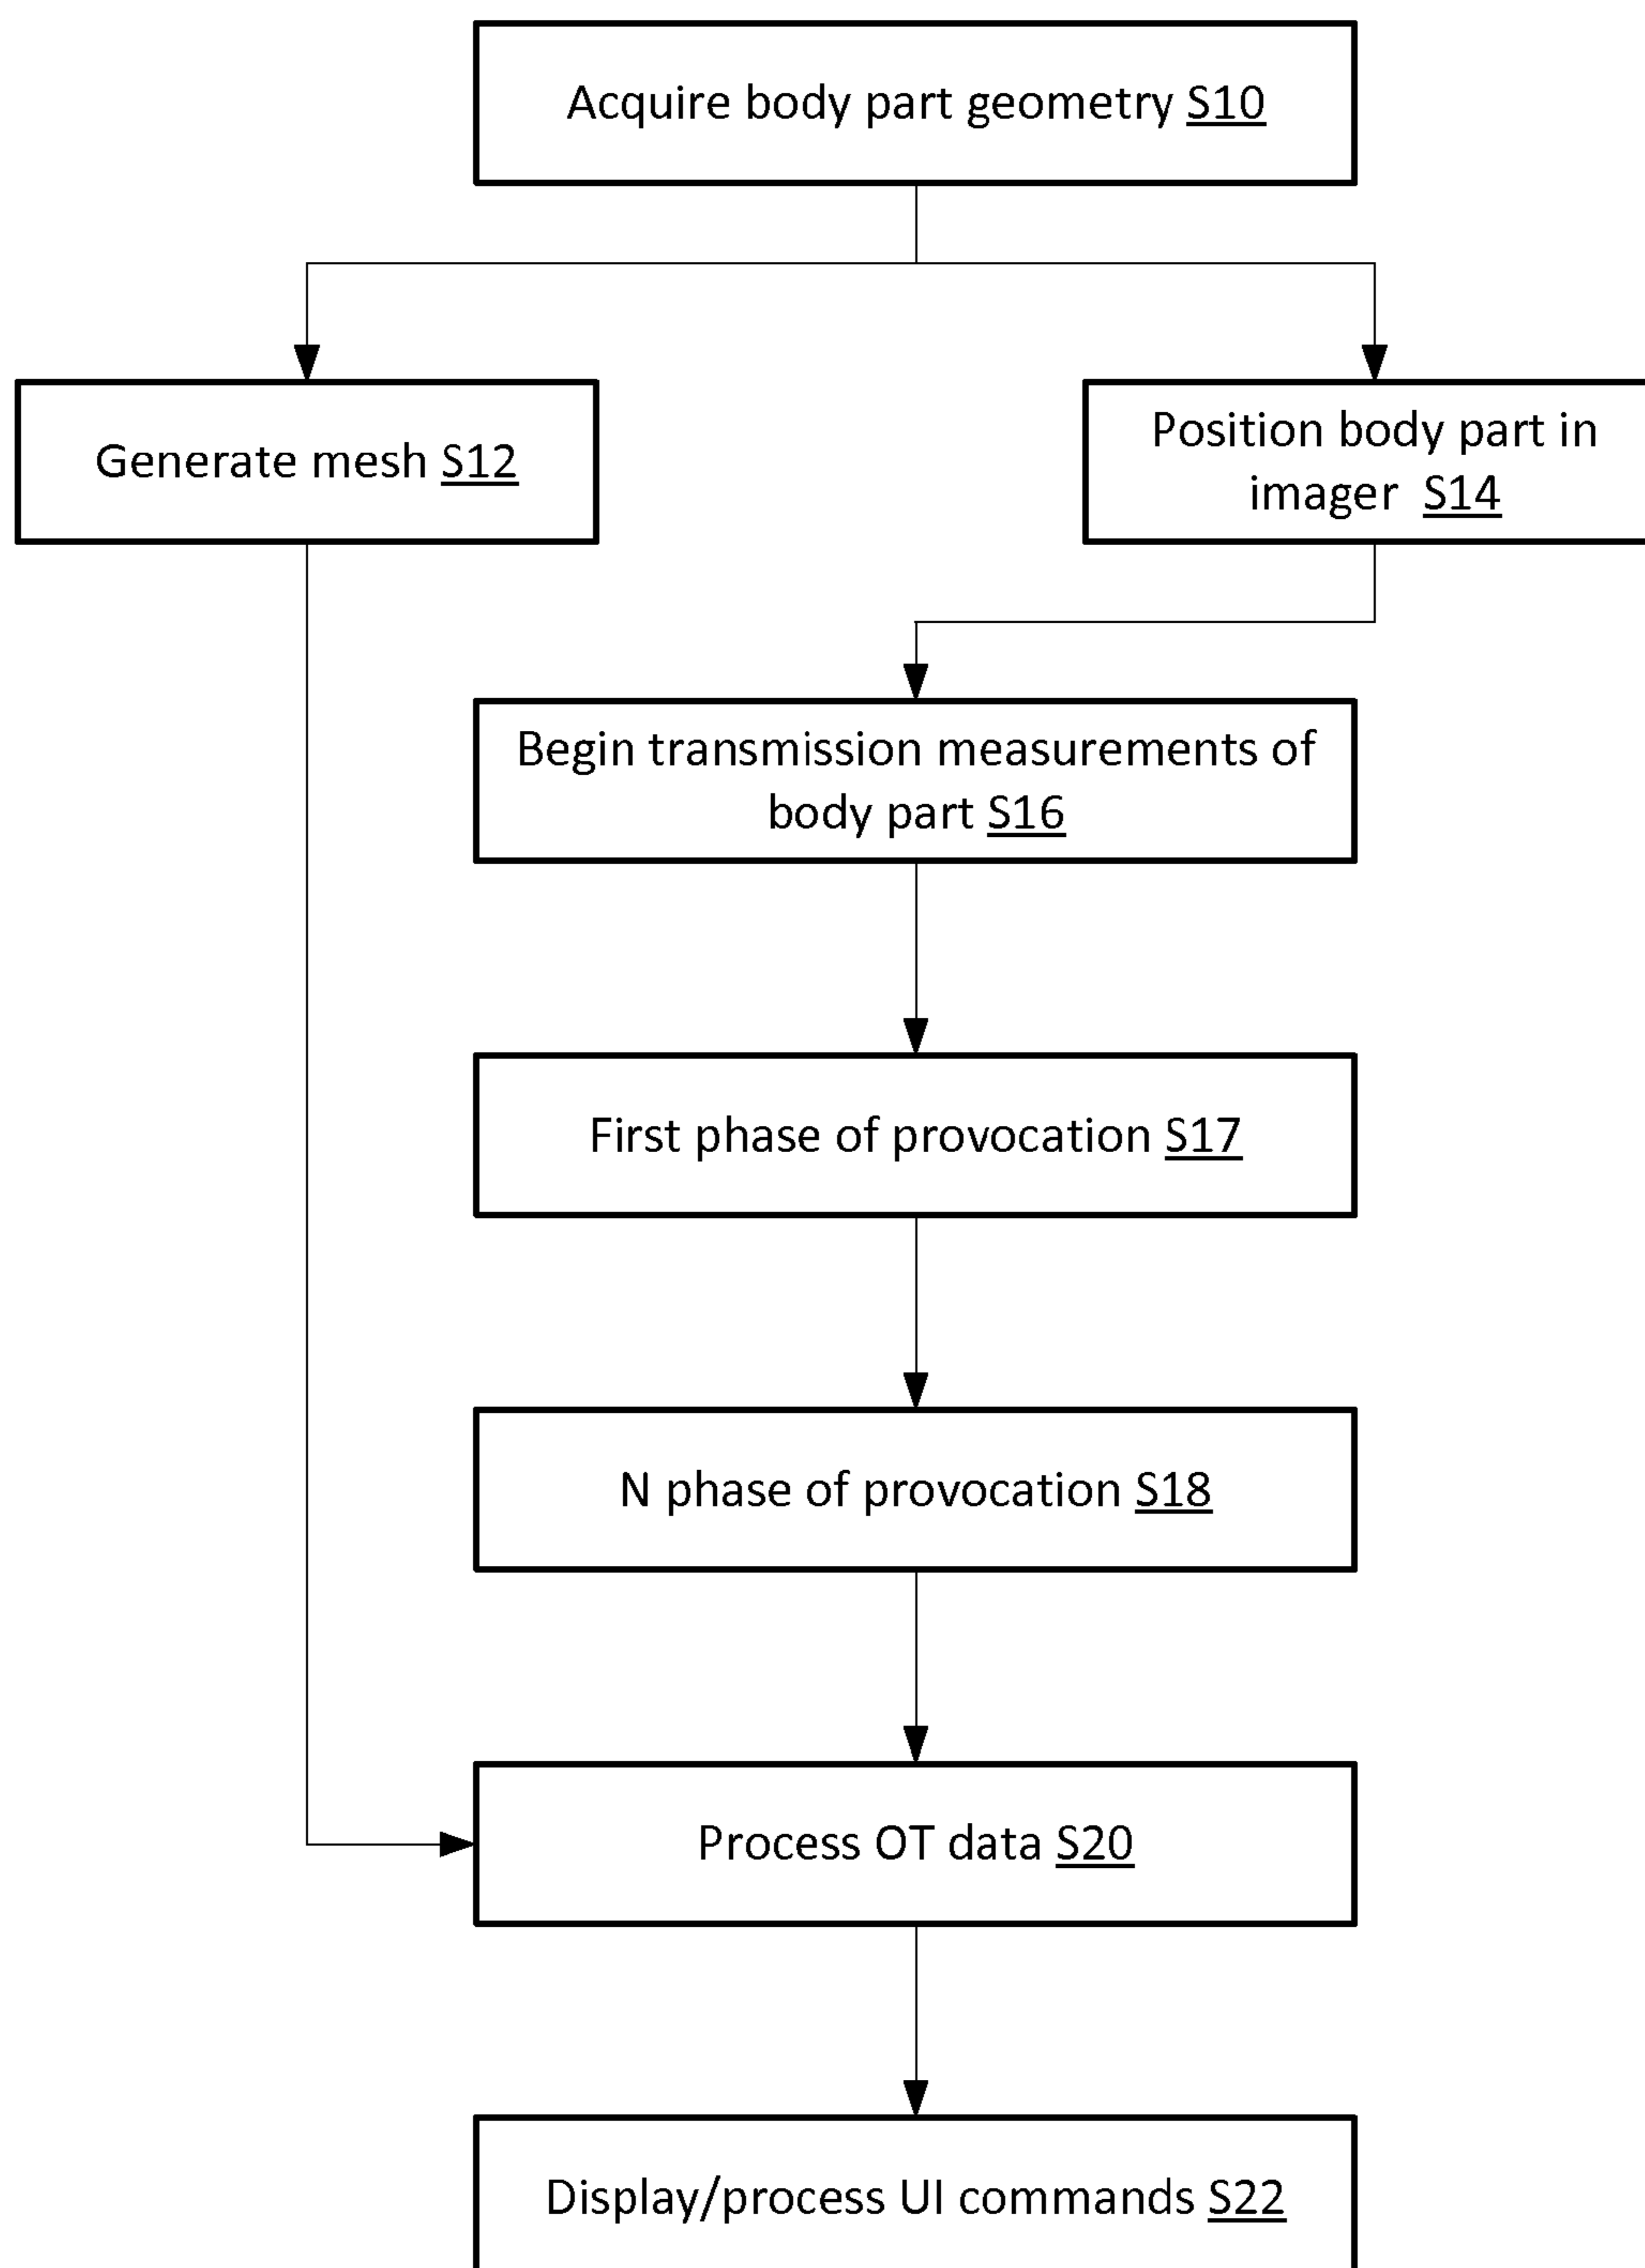 Acquire body part geometry S10
Generate mesh S12
Position body part in
imager S14
Begin transmission measurements of
body part S16
First phase of provocation S17
N phase of provocation S18
Process OT data S20
Display/process UI commands S22